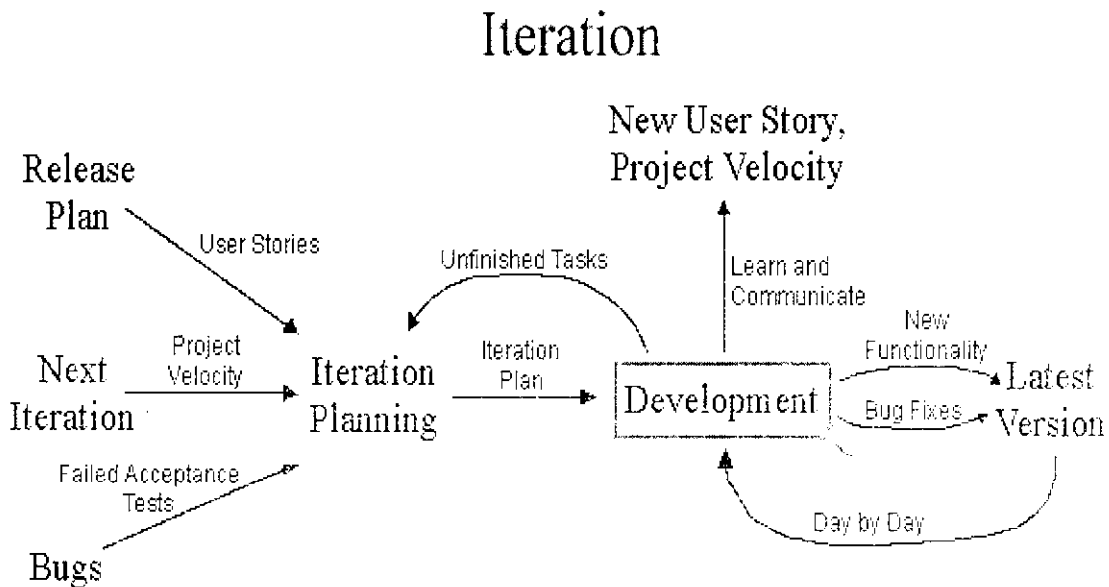 Iteration
New User Story,
Project Velocity
Release
Plan
User Stories
Unfinished Tasks
Learn and
Communicate
New
Functionality
Project
Velocity
Iteration
Plan
Next
Iteration
Iteration
Planning
Development
Latest
Version
Bug Fixes
Failed Acceptance
Tests
Day by Day
Bugs